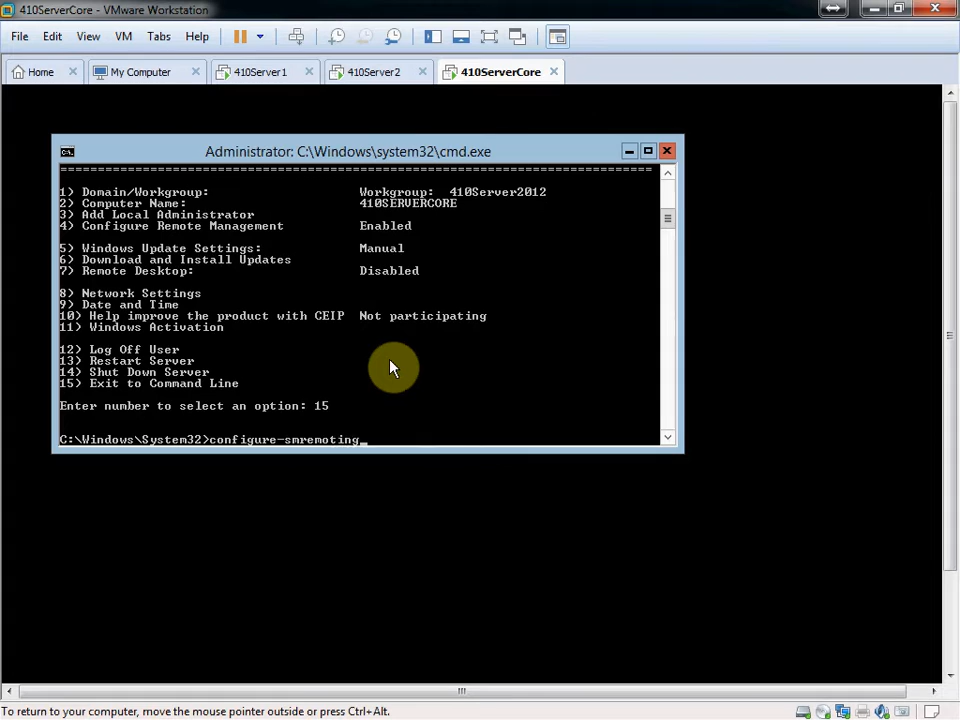 410ServerCore - VMware Workstation
File Edit View VM Tabs Help
Home My Computer 410Server1 410Server2 410ServerCore
Administrator: C:\Windows\system32\cmd.exe
===============================================================================
1) Domain/Workgroup: Workgroup: 410Server2012
2) Computer Name: 410SERVERCORE
3) Add Local Administrator
4) Configure Remote Management Enabled
5) Windows Update Settings: Manual
6) Download and Install Updates
7) Remote Desktop: Disabled
8) Network Settings
9) Date and Time
10) Help improve the product with CEIP Not participating
11) Windows Activation
12) Log Off User
13) Restart Server
14) Shut Down Server
15) Exit to Command Line
Enter number to select an option: 15
C:\Windows\System32>configure-smremoting_
To return to your computer, move the mouse pointer outside or press Ctrl+Alt.